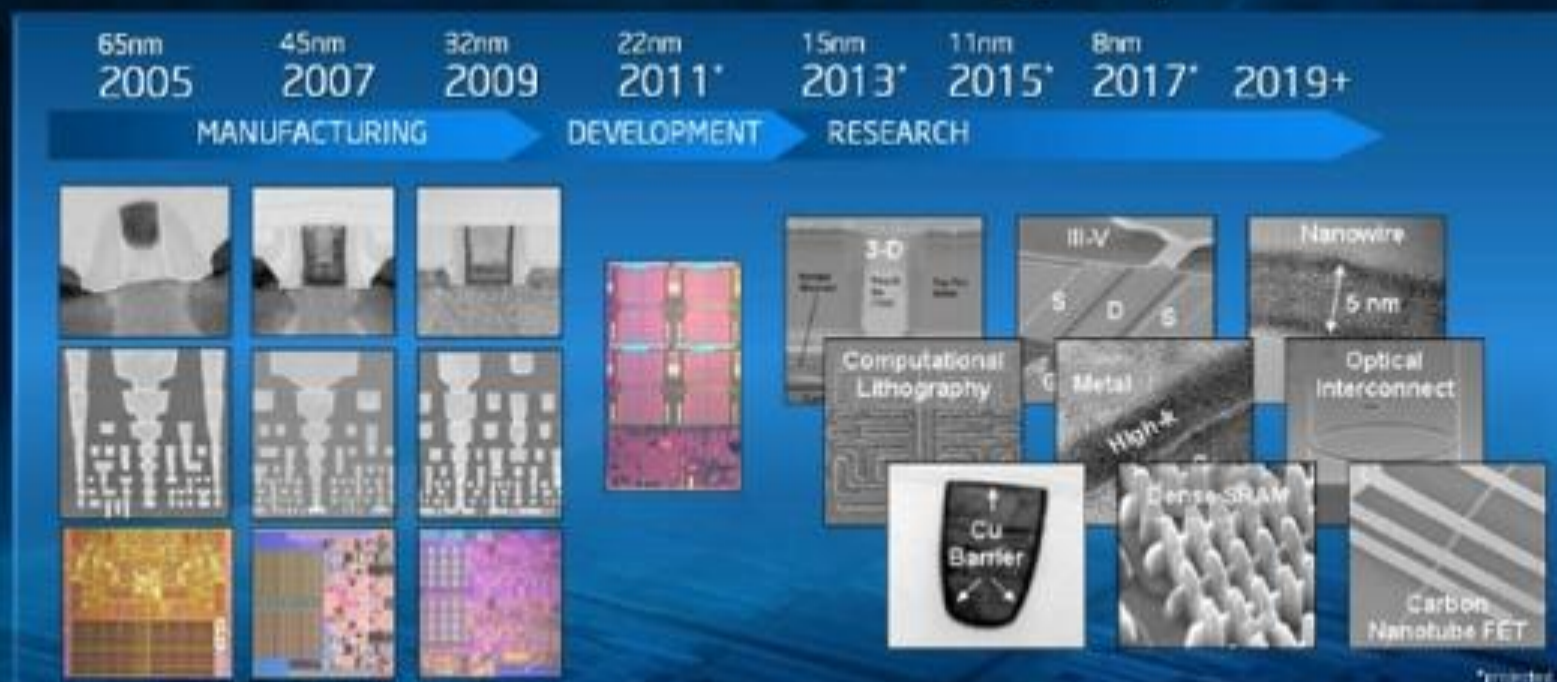 65nm 45nm 32nm 22nm 15nm 11nm 8nm
2005 2007 2009 2011* 2013* 2015* 2017* 2019+
MANUFACTURING DEVELOPMENT RESEARCH
3-D
III-V
S D S
G
Nanowire
5 nm
Computational
Lithography
Metal
High-k
Optical
Interconnect
Cu
Barrier
Dense SRAM
Carbon
Nanotube FET
*projected